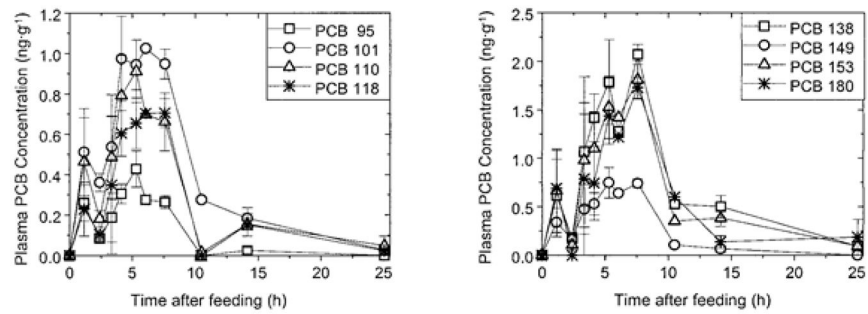 1.2
1.0
0.8
0.6
0.4
0.2
0.0
Plasma PCB Concentration (ng·g⁻¹)
PCB 95
PCB 101
PCB 110
PCB 118
0 5 10 15 20 25
Time after feeding (h)
2.5
2.0
1.5
1.0
0.5
0.0
Plasma PCB Concentration (ng·g⁻¹)
PCB 138
PCB 149
PCB 153
PCB 180
0 5 10 15 20 25
Time after feeding (h)